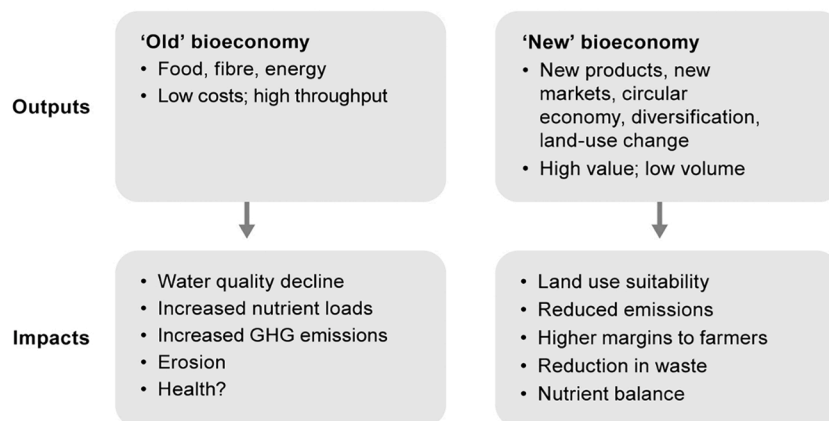 ‘Old’ bioeconomy
• Food, fibre, energy
• Low costs; high throughput
‘New’ bioeconomy
• New products, new
markets, circular
economy, diversification,
land-use change
• High value; low volume
Outputs
• Water quality decline
• Increased nutrient loads
• Increased GHG emissions
• Erosion
• Health?
• Land use suitability
• Reduced emissions
• Higher margins to farmers
• Reduction in waste
• Nutrient balance
Impacts